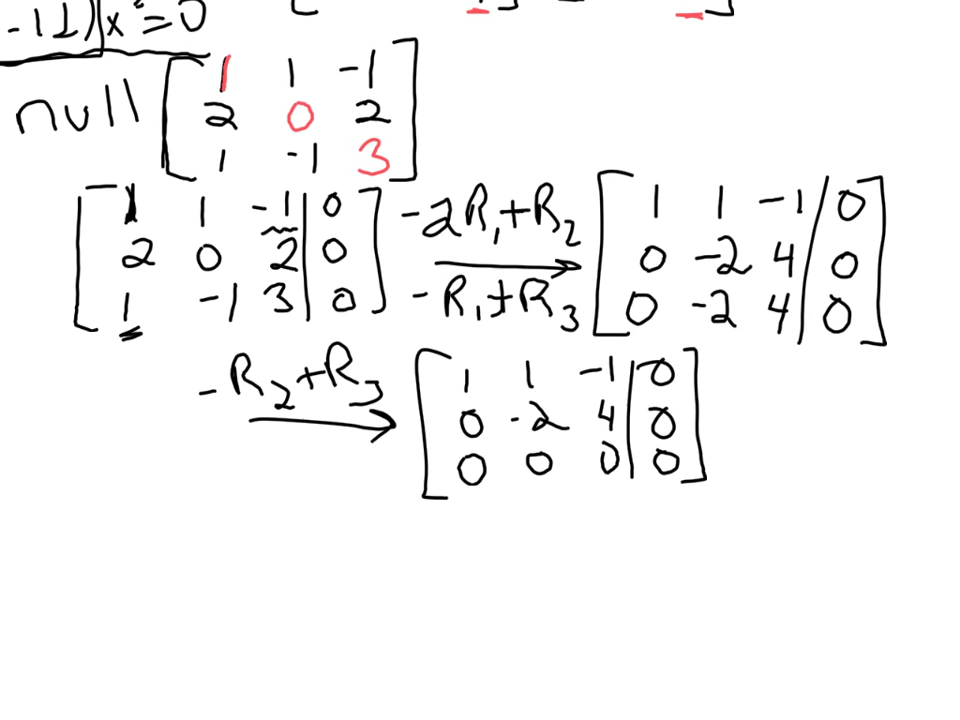 -1I)x=0
null [1 1 -1
2 0 2
1 -1 3]
[1 1 -1 | 0
2 0 2 | 0
1 -1 3 | 0]
-2R₁+R₂
-R₁+R₃
[1 1 -1 | 0
0 -2 4 | 0
0 -2 4 | 0]
-R₂+R₃
[1 1 -1 | 0
0 -2 4 | 0
0 0 0 | 0]